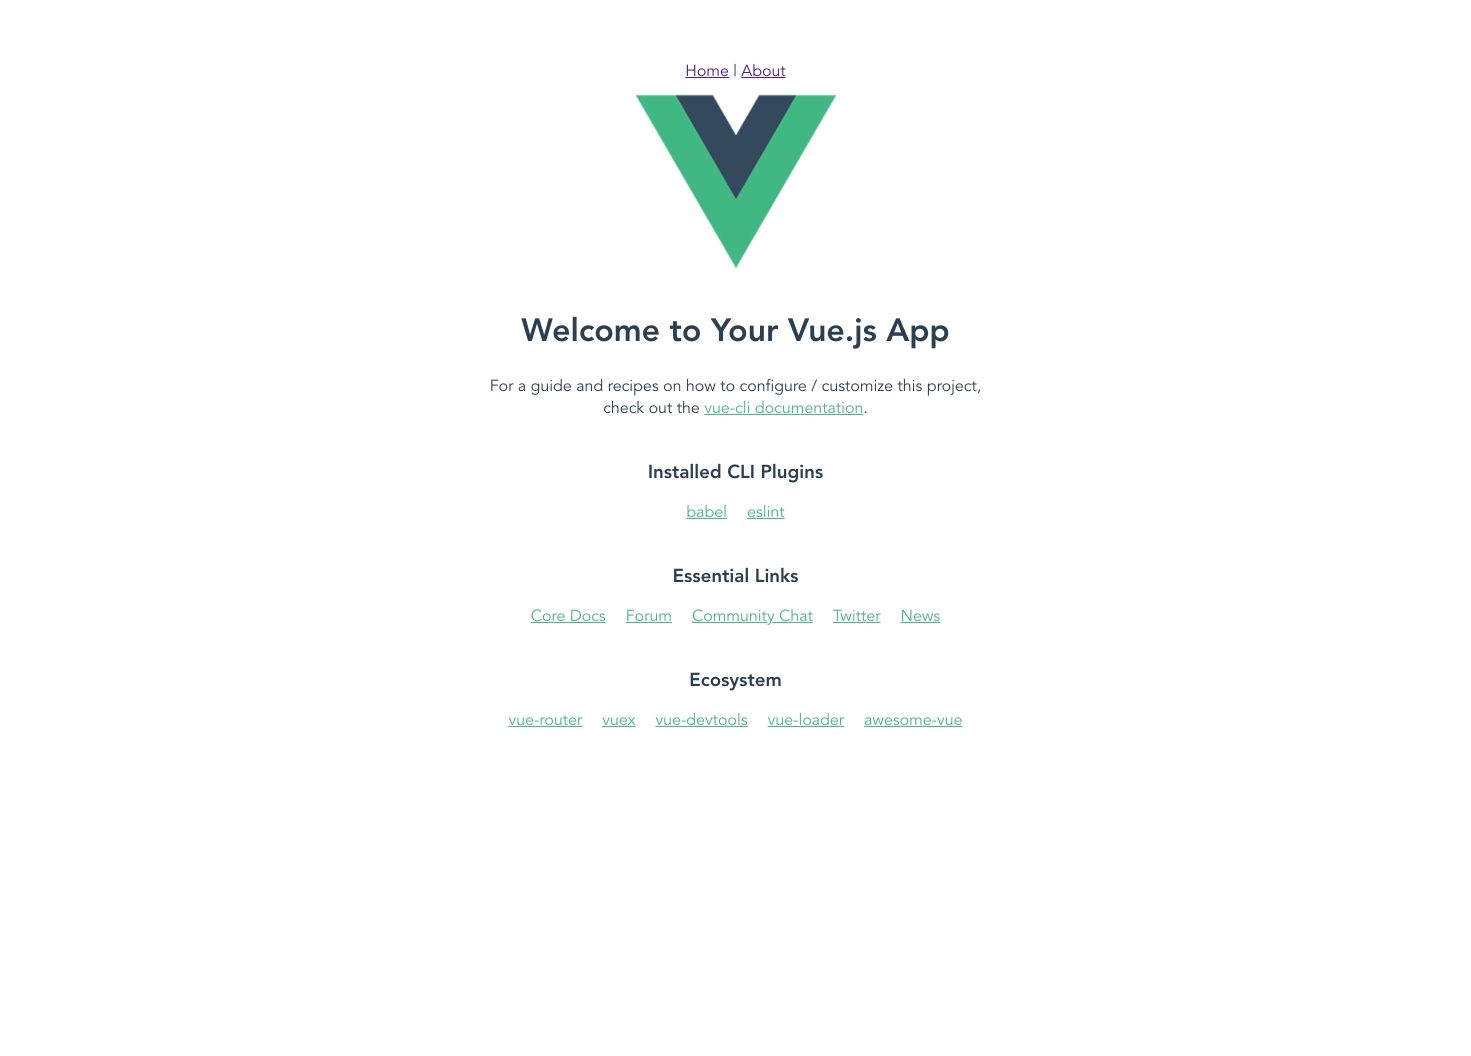 Home | About
Welcome to Your Vue.js App
For a guide and recipes on how to configure / customize this project,
check out the vue-cli documentation.
Installed CLI Plugins
babel eslint
Essential Links
Core Docs Forum Community Chat Twitter News
Ecosystem
vue-router vuex vue-devtools vue-loader awesome-vue